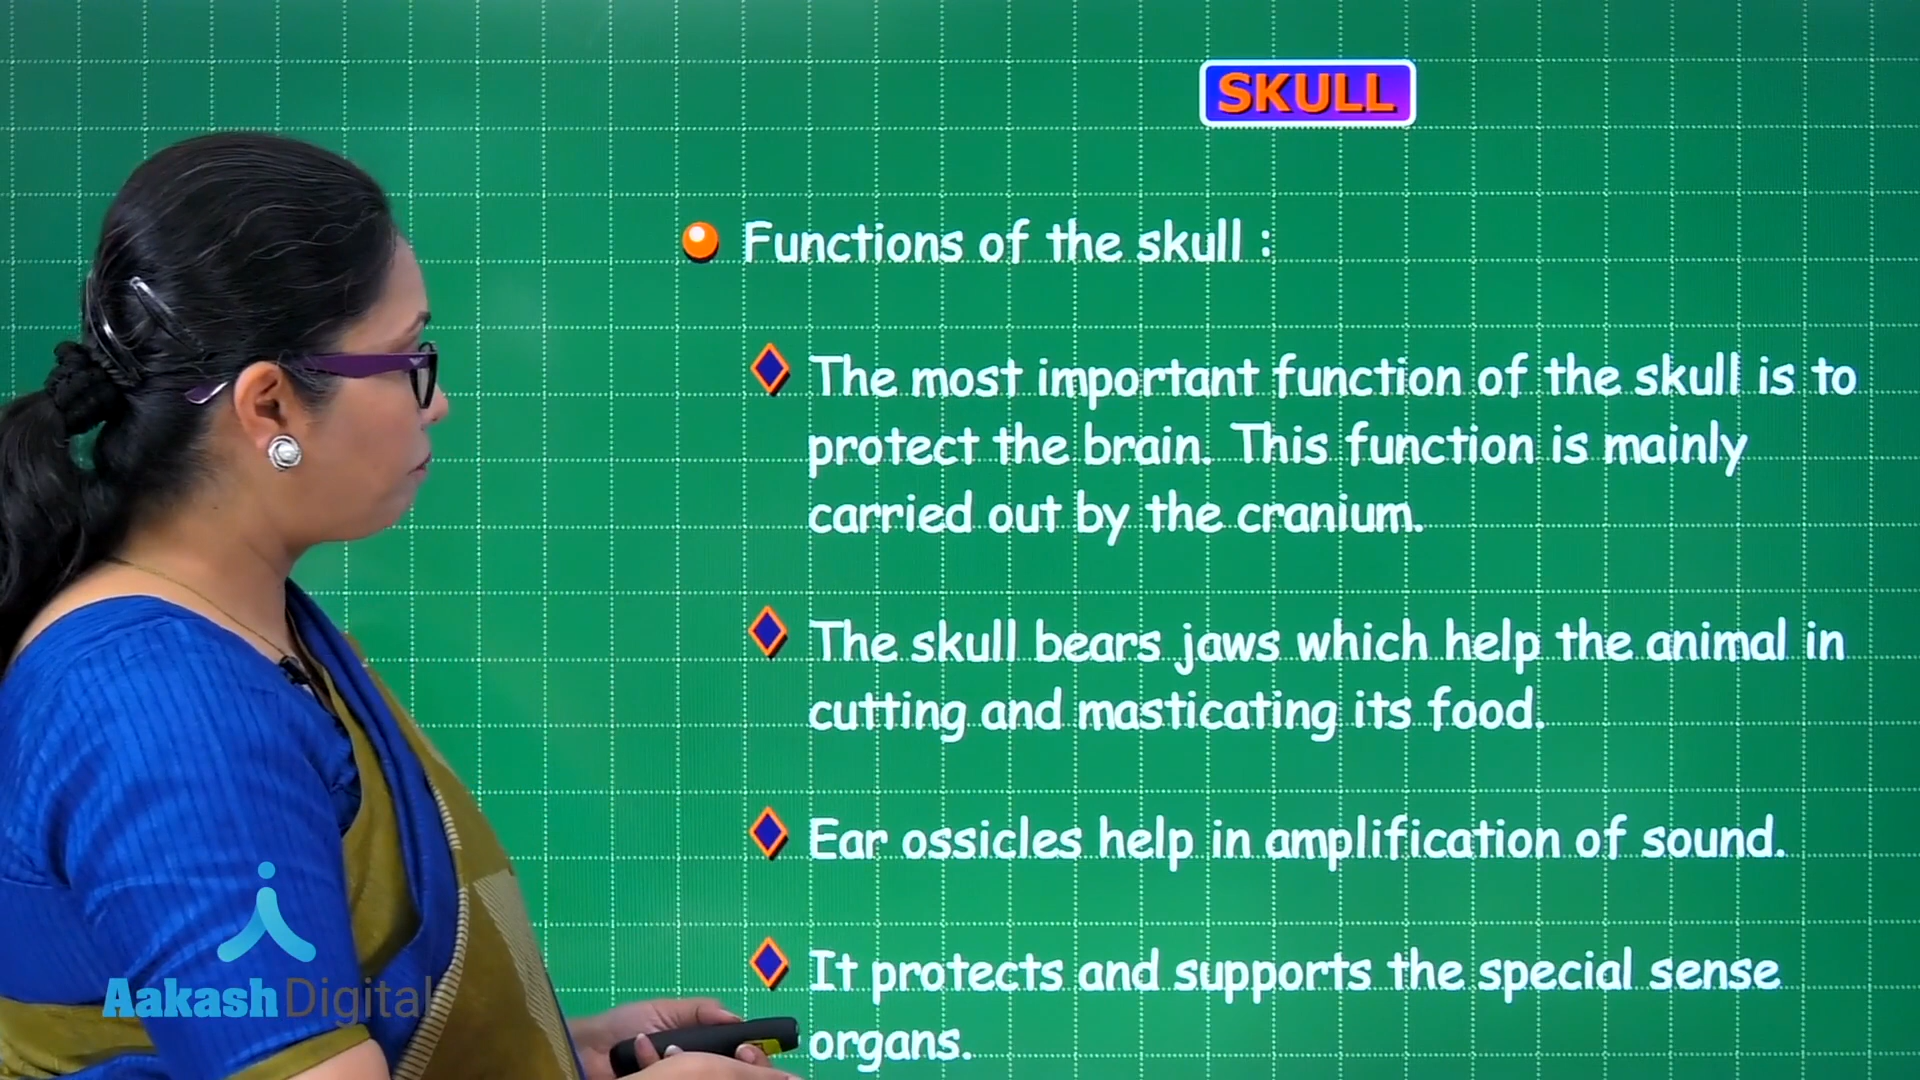 SKULL
Functions of the skull :
The most important function of the skull is to
protect the brain. This function is mainly
carried out by the cranium.
The skull bears jaws which help the animal in
cutting and masticating its food.
Ear ossicles help in amplification of sound.
It protects and supports the special sense
organs.
Aakash Digital